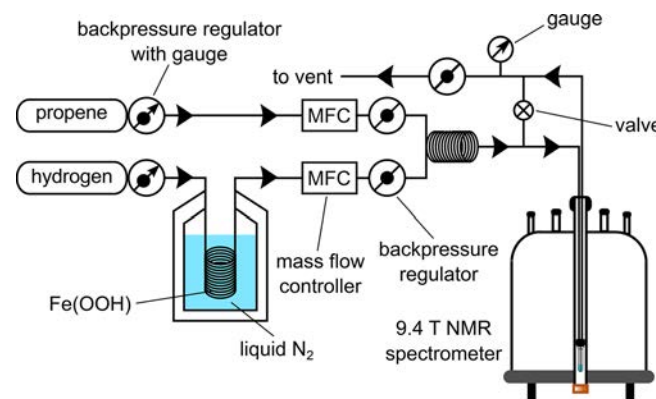 backpressure regulator
with gauge
gauge
to vent
propene
MFC
valve
hydrogen
MFC
mass flow
controller
backpressure
regulator
Fe(OOH)
liquid N₂
9.4 T NMR
spectrometer